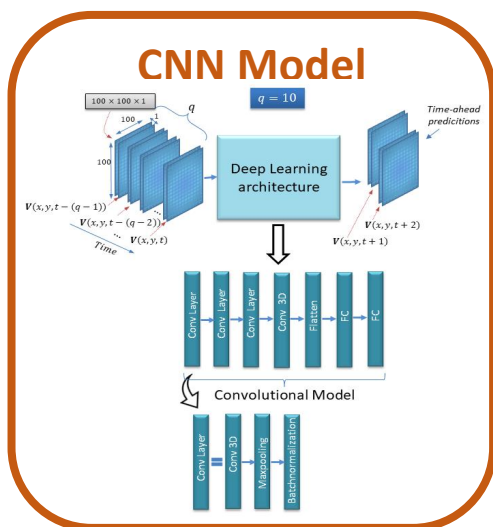 CNN Model
100 × 100 × 1
q
q = 10
100
1
100
Time-ahead
predicitions
Deep Learning
architecture
V(x, y, t − (q − 1))
V(x, y, t − (q − 2))
...
...
V(x, y, t)
Time
V(x, y, t + 2)
V(x, y, t + 1)
Conv Layer
Conv Layer
Conv Layer
Conv 3D
Flatten
FC
FC
Convolutional Model
Conv Layer
=
Conv 3D
Maxpooling
Batchnormalization